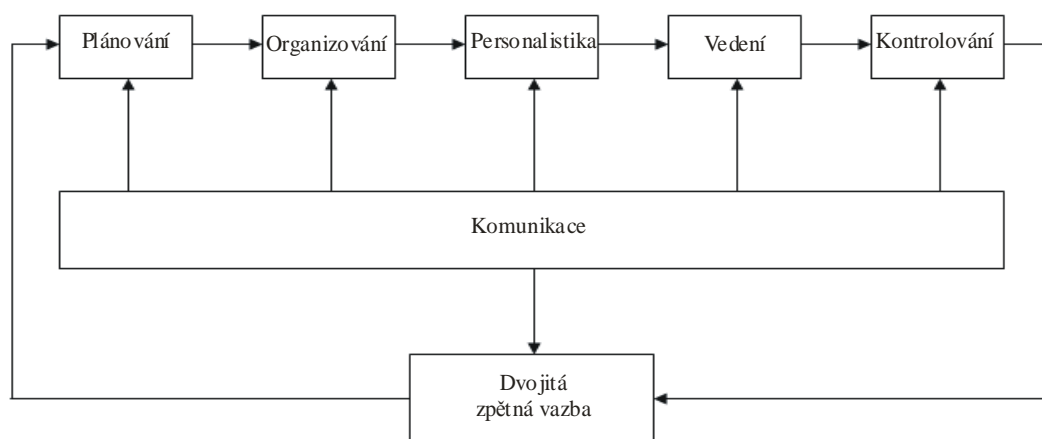 Plánování
Organizování
Personalistika
Vedení
Kontrolování
Komunikace
Dvojitá
zpětná vazba